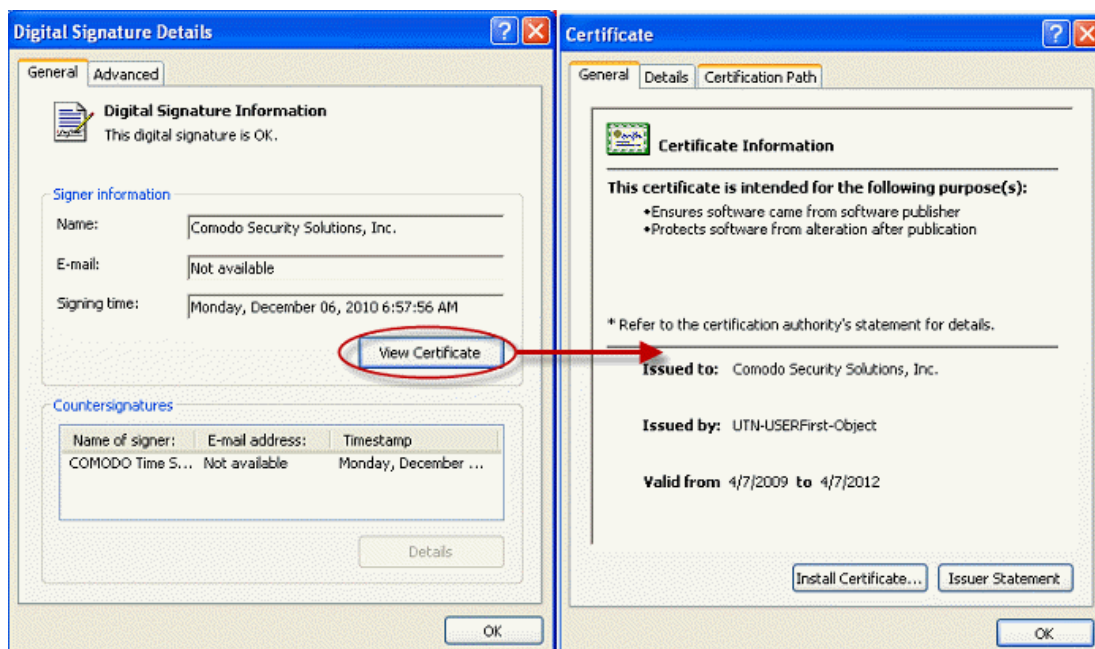 Digital Signature Details
General Advanced
Digital Signature Information
This digital signature is OK.
Signer information
Name: Comodo Security Solutions, Inc.
E-mail: Not available
Signing time: Monday, December 06, 2010 6:57:56 AM
View Certificate
Countersignatures
Name of signer: E-mail address: Timestamp
COMODO Time S... Not available Monday, December ...
Details
OK
Certificate
General Details Certification Path
Certificate Information
This certificate is intended for the following purpose(s):
•Ensures software came from software publisher
•Protects software from alteration after publication
* Refer to the certification authority's statement for details.
Issued to: Comodo Security Solutions, Inc.
Issued by: UTN-USERFirst-Object
Valid from 4/7/2009 to 4/7/2012
Install Certificate... Issuer Statement
OK